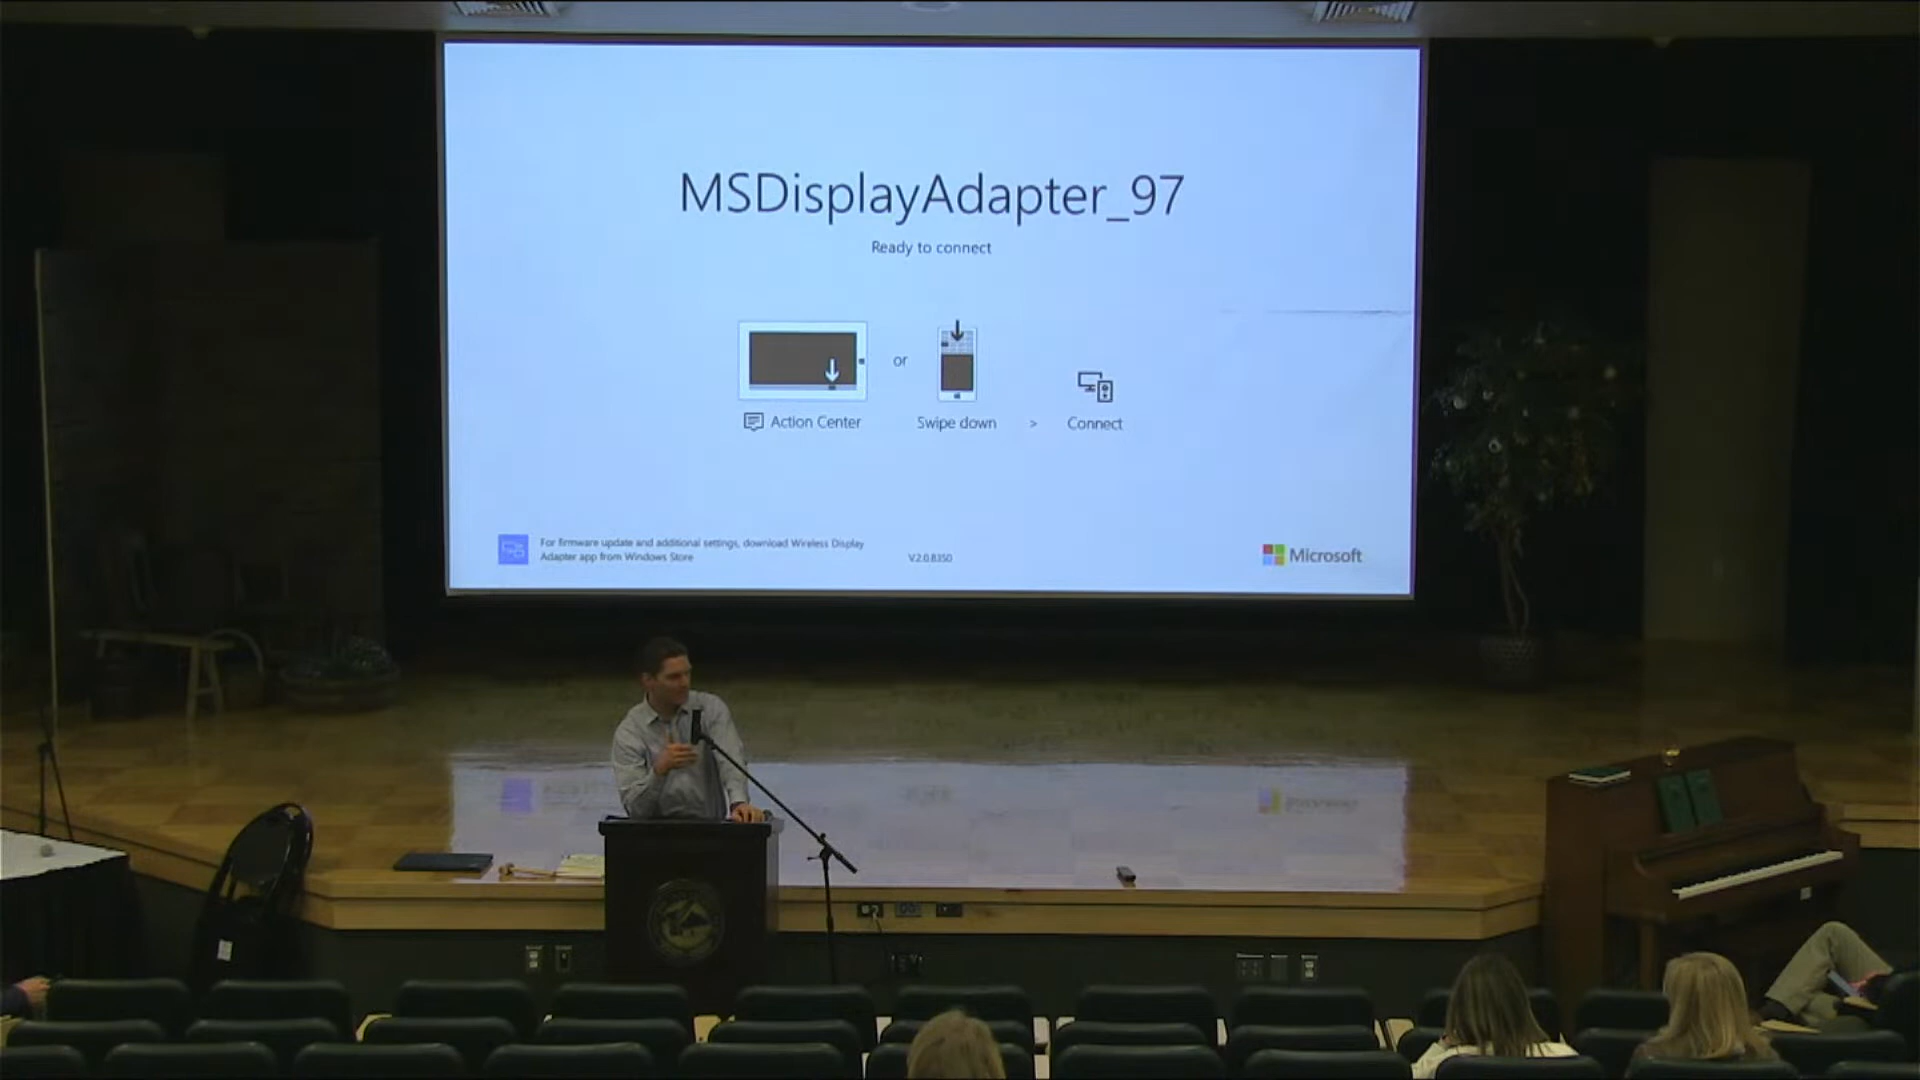 MSDisplayAdapter_97
Ready to connect
or
Action Center
Swipe down
>
Connect
For firmware update and additional settings, download Wireless Display
Adapter app from Windows Store
V2.0.8350
Microsoft